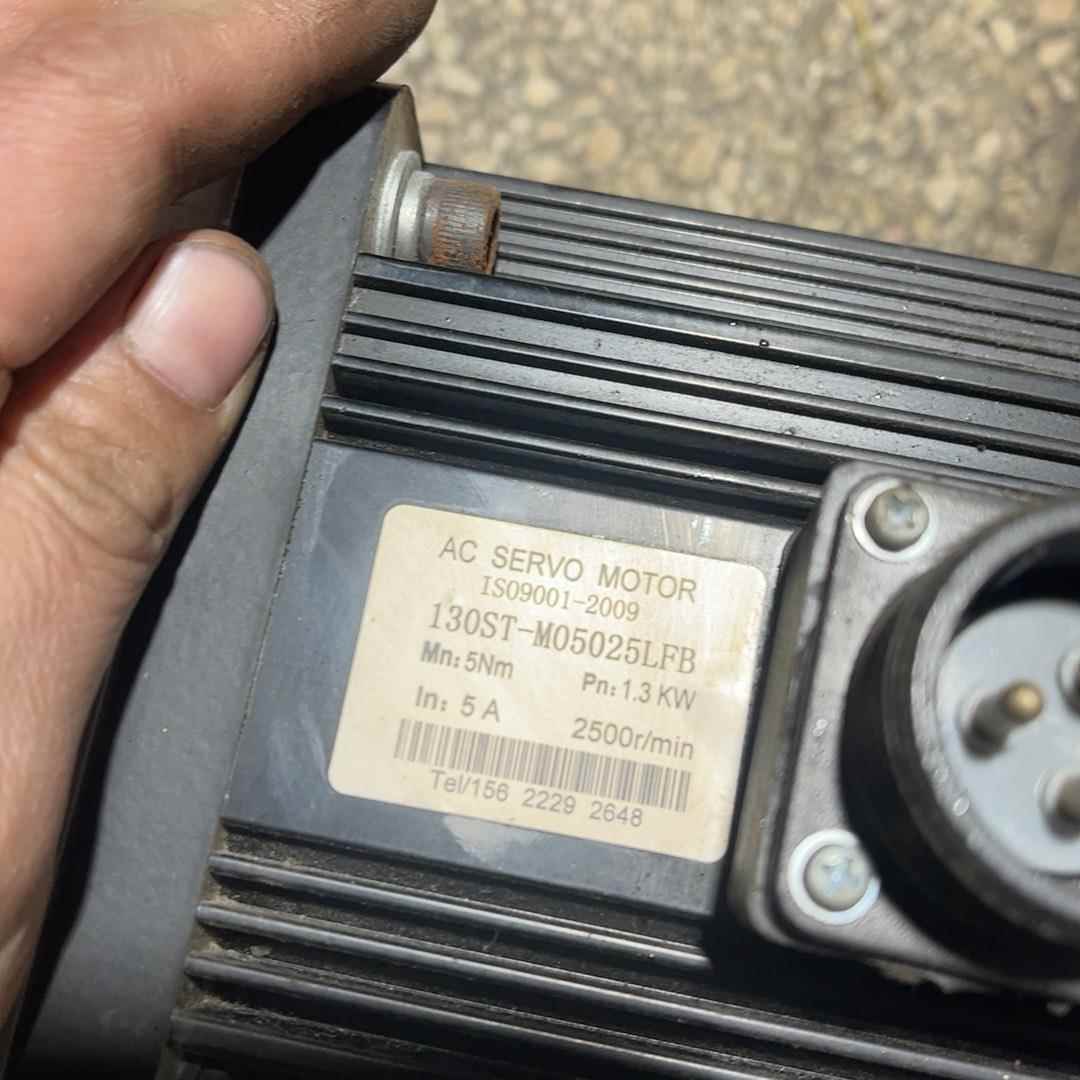 AC SERVO MOTOR
ISO9001-2009
130ST-M05025LFB
Mn: 5Nm Pn: 1.3 KW
In: 5 A 2500r/min
Tel/156 2229 2648